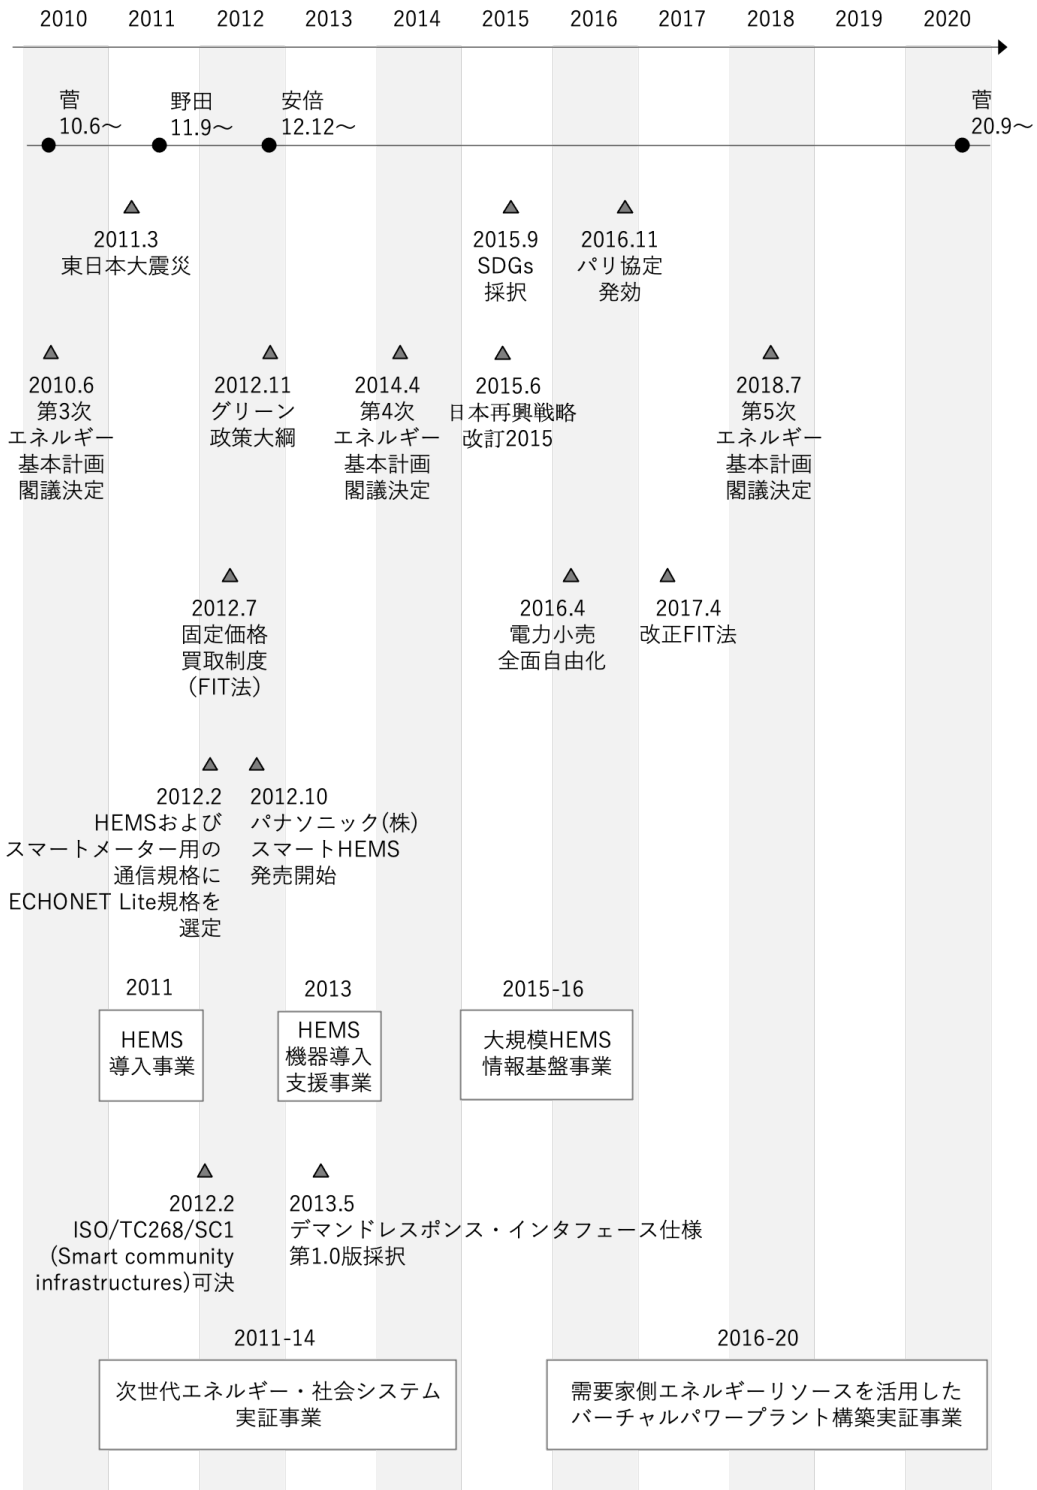 2010 2011 2012 2013 2014 2015 2016 2017 2018 2019 2020
菅
10.6〜
野田
11.9〜
安倍
12.12〜
菅
20.9〜
2011.3
東日本大震災
2015.9
SDGs
採択
2016.11
パリ協定
発効
2010.6
第3次
エネルギー
基本計画
閣議決定
2012.11
グリーン
政策大綱
2014.4
第4次
エネルギー
基本計画
閣議決定
2015.6
日本再興戦略
改訂2015
2018.7
第5次
エネルギー
基本計画
閣議決定
2012.7
固定価格
買取制度
（FIT法）
2016.4
電力小売
全面自由化
2017.4
改正FIT法
2012.2
HEMSおよび
スマートメーター用の
通信規格に
ECHONET Lite規格を
選定
2012.10
パナソニック(株)
スマートHEMS
発売開始
2011
HEMS
導入事業
2013
HEMS
機器導入
支援事業
2015-16
大規模HEMS
情報基盤事業
2012.2
ISO/TC268/SC1
(Smart community
infrastructures)可決
2013.5
デマンドレスポンス・インタフェース仕様
第1.0版採択
2011-14
次世代エネルギー・社会システム
実証事業
2016-20
需要家側エネルギーリソースを活用した
バーチャルパワープラント構築実証事業